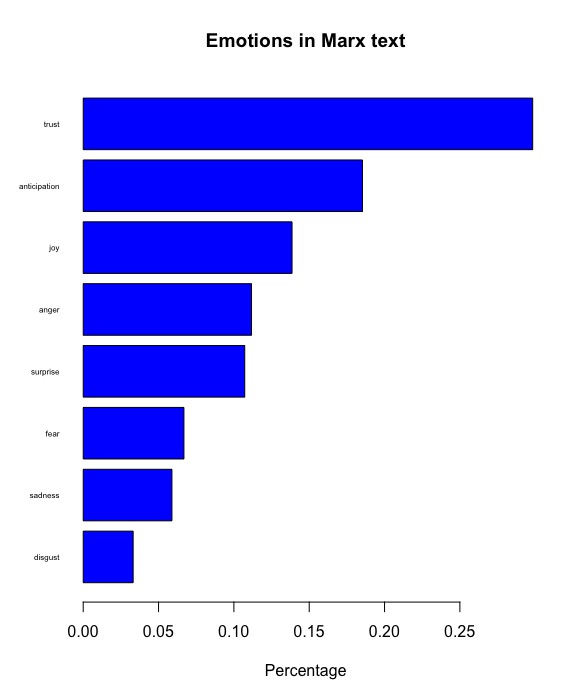 Emotions in Marx text
trust
anticipation
joy
anger
surprise
fear
sadness
disgust
0.00 0.05 0.10 0.15 0.20 0.25
Percentage